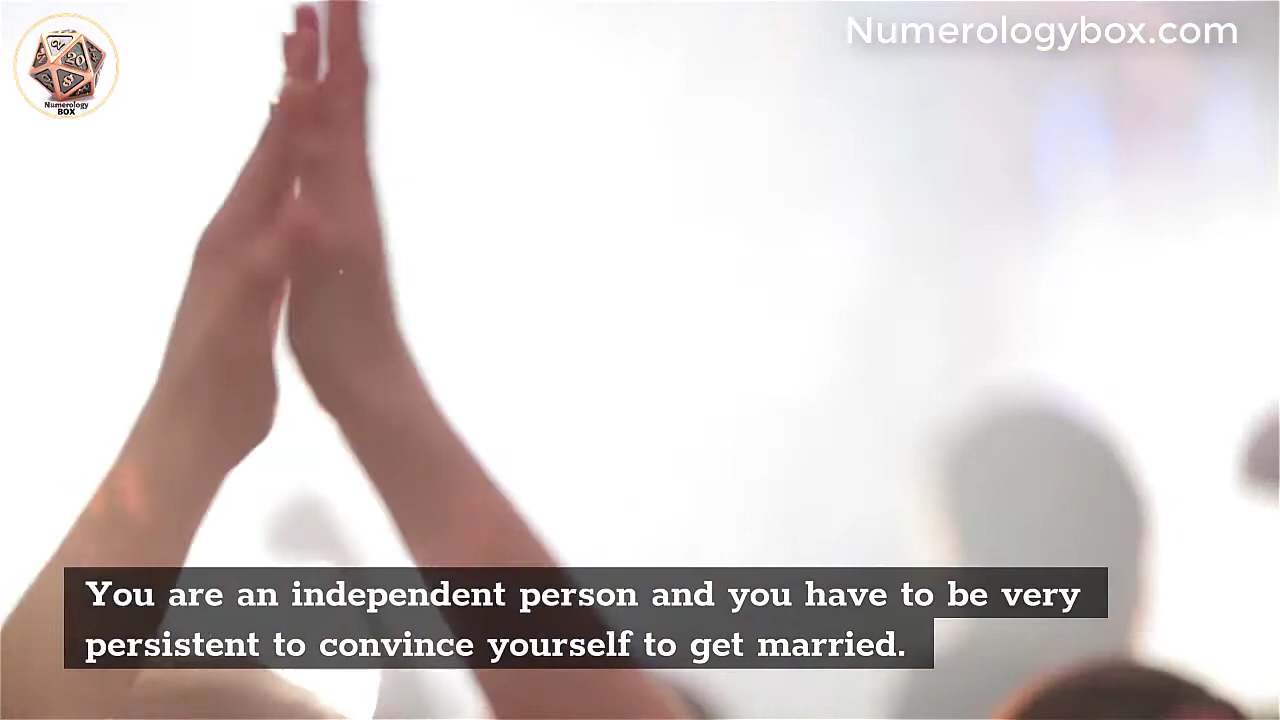 Numerologybox.com
20
Numerology
BOX
You are an independent person and you have to be very
persistent to convince yourself to get married.